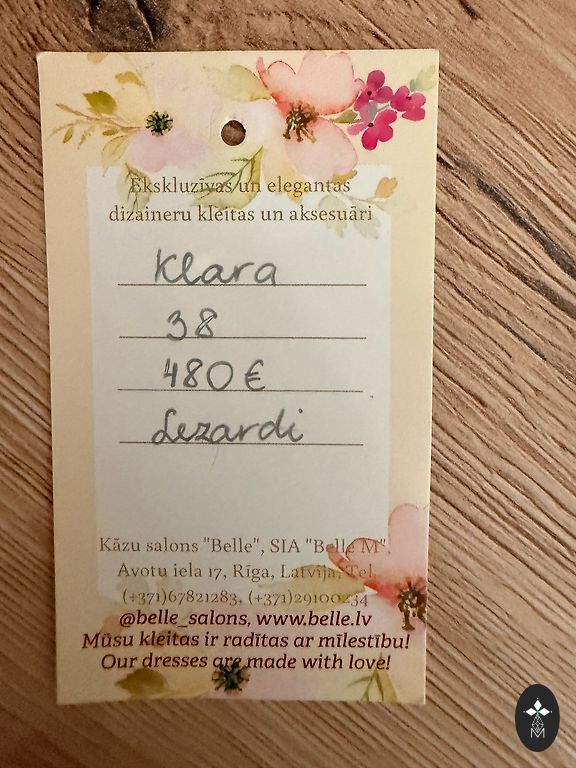 Ekskluzīvas un elegantas
dizaineru kleitas un aksesuāri
Klara
38
480€
Lezardi
Kāzu salons "Belle", SIA "Belle M",
Avotu iela 17, Rīga, Latvija, Tel.
(+371)67821283, (+371)29100234
@belle_salons, www.belle.lv
Mūsu kleitas ir radītas ar mīlestību!
Our dresses are made with love!
M